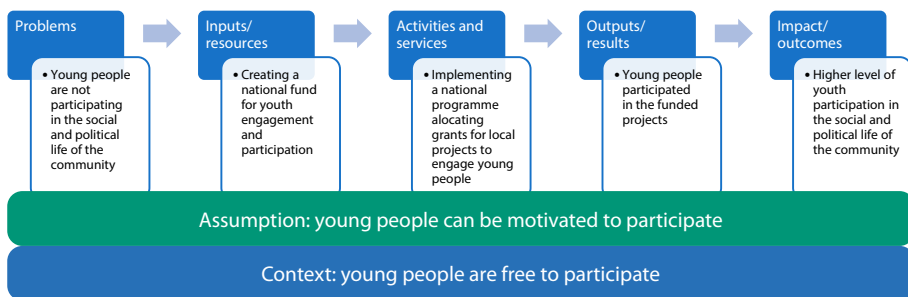 Problems
• Young people
are not
participating
in the social
and political
life of the
community
Inputs/
resources
• Creating a
national fund
for youth
engagement
and
participation
Activities and
services
• Implementing
a national
programme
alocating
grants for local
projects to
engage young
people
Outputs/
results
• Young people
participated
in the funded
projects
Impact/
outcomes
• Higher level of
youth
participation in
the social and
political life of
the community
Assumption: young people can be motivated to participate
Context: young people are free to participate